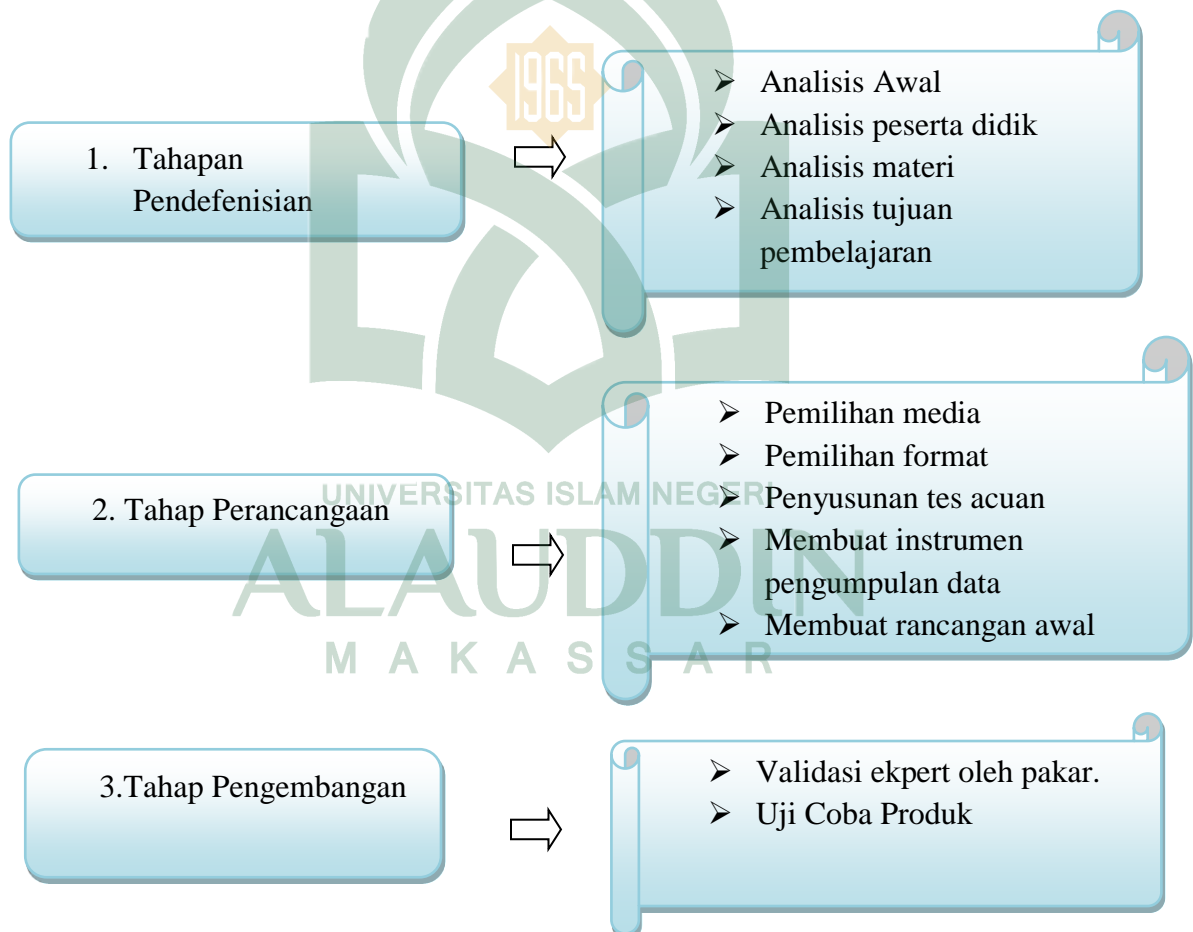 1965
1. Tahapan
Pendefenisian
➢ Analisis Awal
➢ Analisis peserta didik
➢ Analisis materi
➢ Analisis tujuan
pembelajaran
2. Tahap Perancangaan
➢ Pemilihan media
➢ Pemilihan format
➢ Penyusunan tes acuan
➢ Membuat instrumen
pengumpulan data
➢ Membuat rancangan awal
UNIVERSITAS ISLAM NEGERI
ALAUDDIN
MAKASSAR
3.Tahap Pengembangan
➢ Validasi ekpert oleh pakar.
➢ Uji Coba Produk